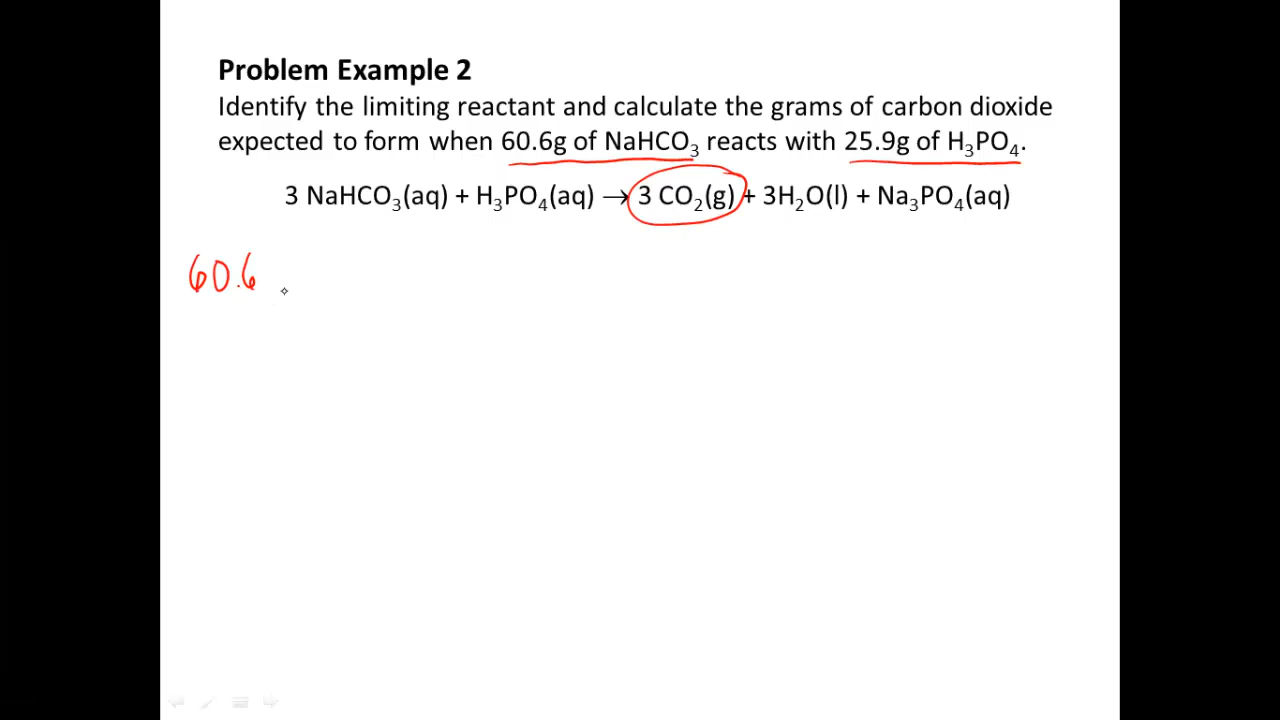 Problem Example 2
Identify the limiting reactant and calculate the grams of carbon dioxide
expected to form when 60.6g of NaHCO₃ reacts with 25.9g of H₃PO₄.
3 NaHCO₃(aq) + H₃PO₄(aq) → 3 CO₂(g) + 3H₂O(l) + Na₃PO₄(aq)
60.6